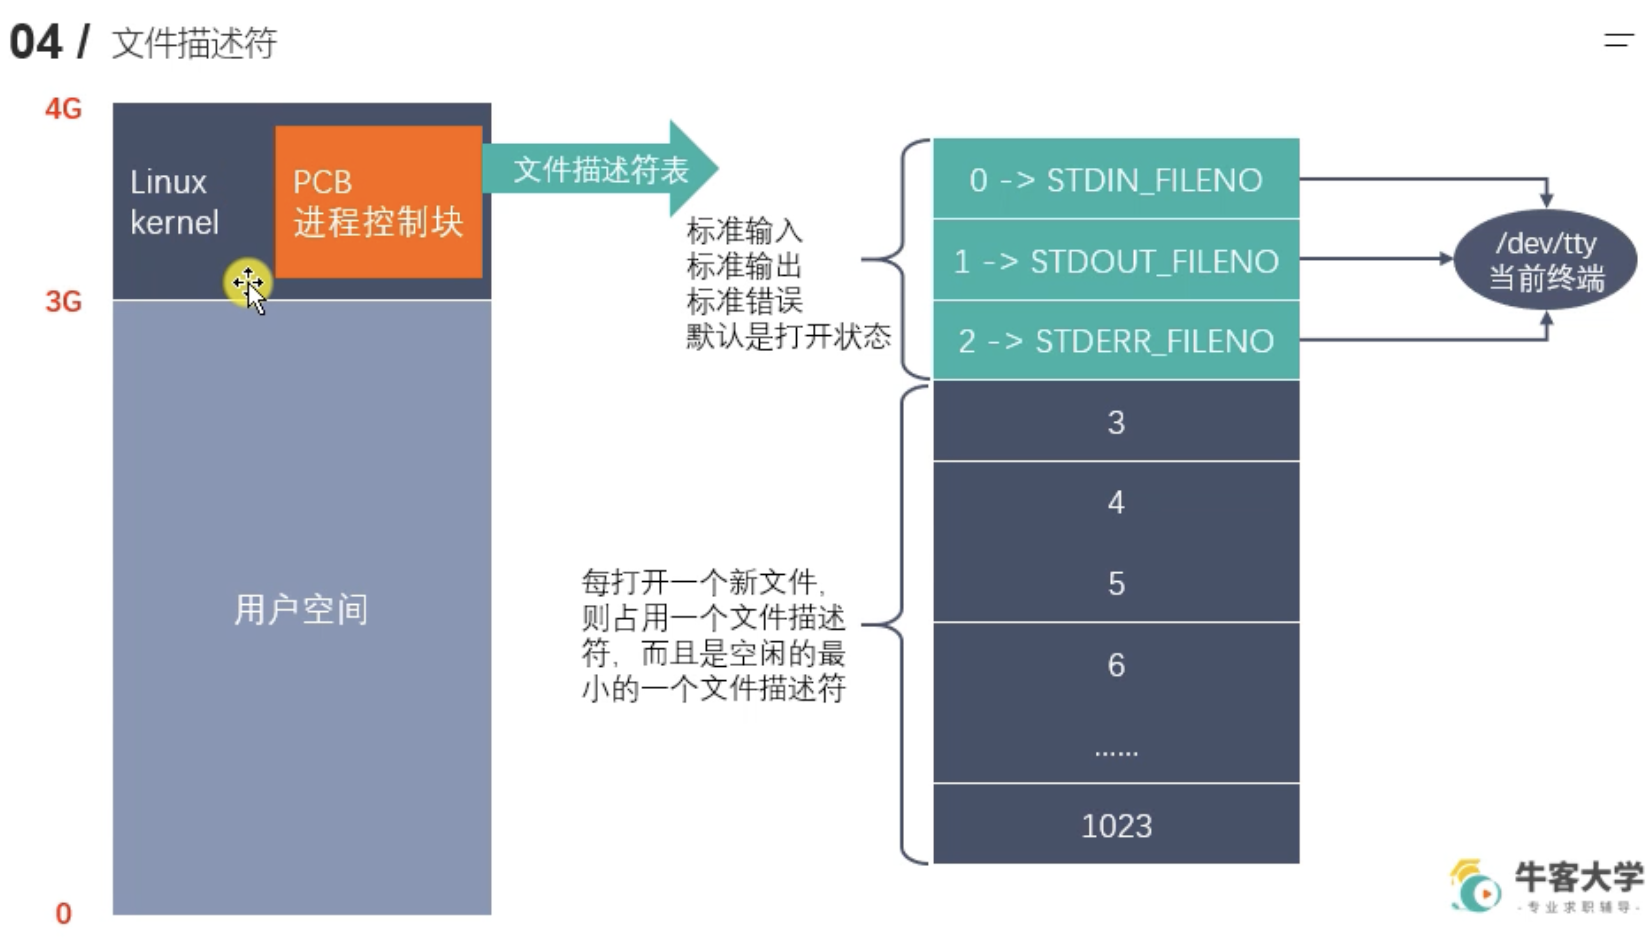 04 / 文件描述符
4G
Linux
kernel
PCB
进程控制块
文件描述符表
3G
用户空间
0
标准输入
标准输出
标准错误
默认是打开状态
0 -> STDIN_FILENO
1 -> STDOUT_FILENO
2 -> STDERR_FILENO
/dev/tty
当前终端
每打开一个新文件,
则占用一个文件描述
符, 而且是空闲的最
小的一个文件描述符
3
4
5
6
......
1023
牛客大学
-专业求职辅导-